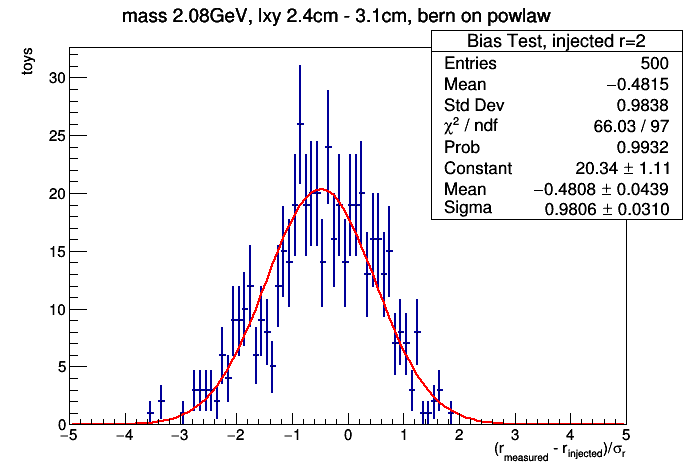 mass 2.08GeV, lxy 2.4cm - 3.1cm, bern on powlaw
Bias Test, injected r=2
Entries 500
Mean −0.4815
Std Dev 0.9838
χ² / ndf 66.03 / 97
Prob 0.9932
Constant 20.34 ± 1.11
Mean −0.4808 ± 0.0439
Sigma 0.9806 ± 0.0310
toys
30
25
20
15
10
5
0
−5 −4 −3 −2 −1 0 1 2 3 4 5
(r_measured - r_injected)/σ_r